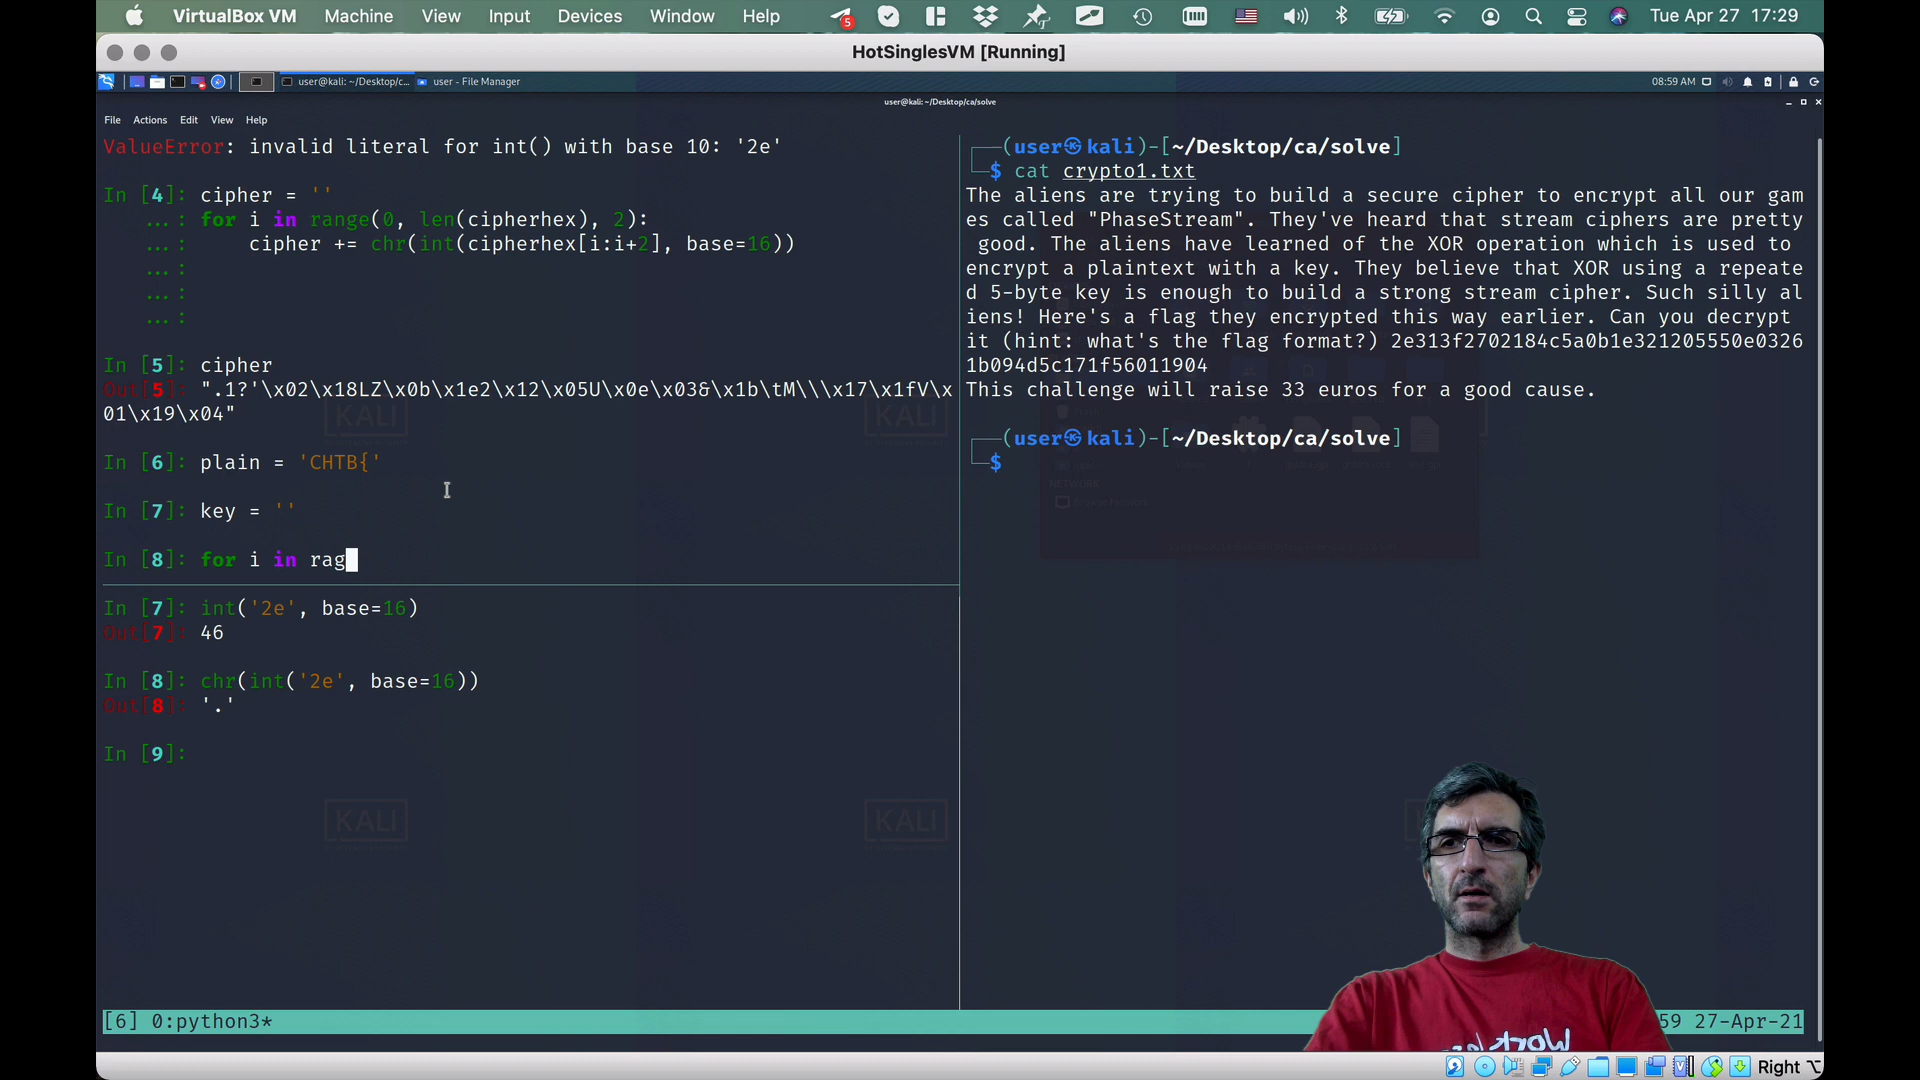 VirtualBox VM Machine View Input Devices Window Help 5 Tue Apr 27 17:29
HotSinglesVM [Running]
user@kali: ~/Desktop/c... user - File Manager 08:59 AM
user@kali: ~/Desktop/ca/solve
File Actions Edit View Help
ValueError: invalid literal for int() with base 10: '2e'
In [4]: cipher = ''
...: for i in range(0, len(cipherhex), 2):
...:     cipher += chr(int(cipherhex[i:i+2], base=16))
...:
...:
...:
In [5]: cipher
Out[5]: ".1?'\x02\x18LZ\x0b\x1e2\x12\x05U\x0e\x03&\x1b\tM\\\x17\x1fV\x
01\x19\x04"
In [6]: plain = 'CHTB{'
In [7]: key = ''
In [8]: for i in rag
In [7]: int('2e', base=16)
Out[7]: 46
In [8]: chr(int('2e', base=16))
Out[8]: '.'
In [9]:
(user㉿kali)-[~/Desktop/ca/solve]
$ cat crypto1.txt
The aliens are trying to build a secure cipher to encrypt all our gam
es called "PhaseStream". They've heard that stream ciphers are pretty
good. The aliens have learned of the XOR operation which is used to
encrypt a plaintext with a key. They believe that XOR using a repeate
d 5-byte key is enough to build a strong stream cipher. Such silly al
iens! Here's a flag they encrypted this way earlier. Can you decrypt
it (hint: what's the flag format?) 2e313f2702184c5a0b1e321205550e0326
1b094d5c171f56011904
This challenge will raise 33 euros for a good cause.
(user㉿kali)-[~/Desktop/ca/solve]
$
NETWORK
KALI
KALI
KALI
KALI
[6] 0:python3* 59 27-Apr-21
Right ⌥